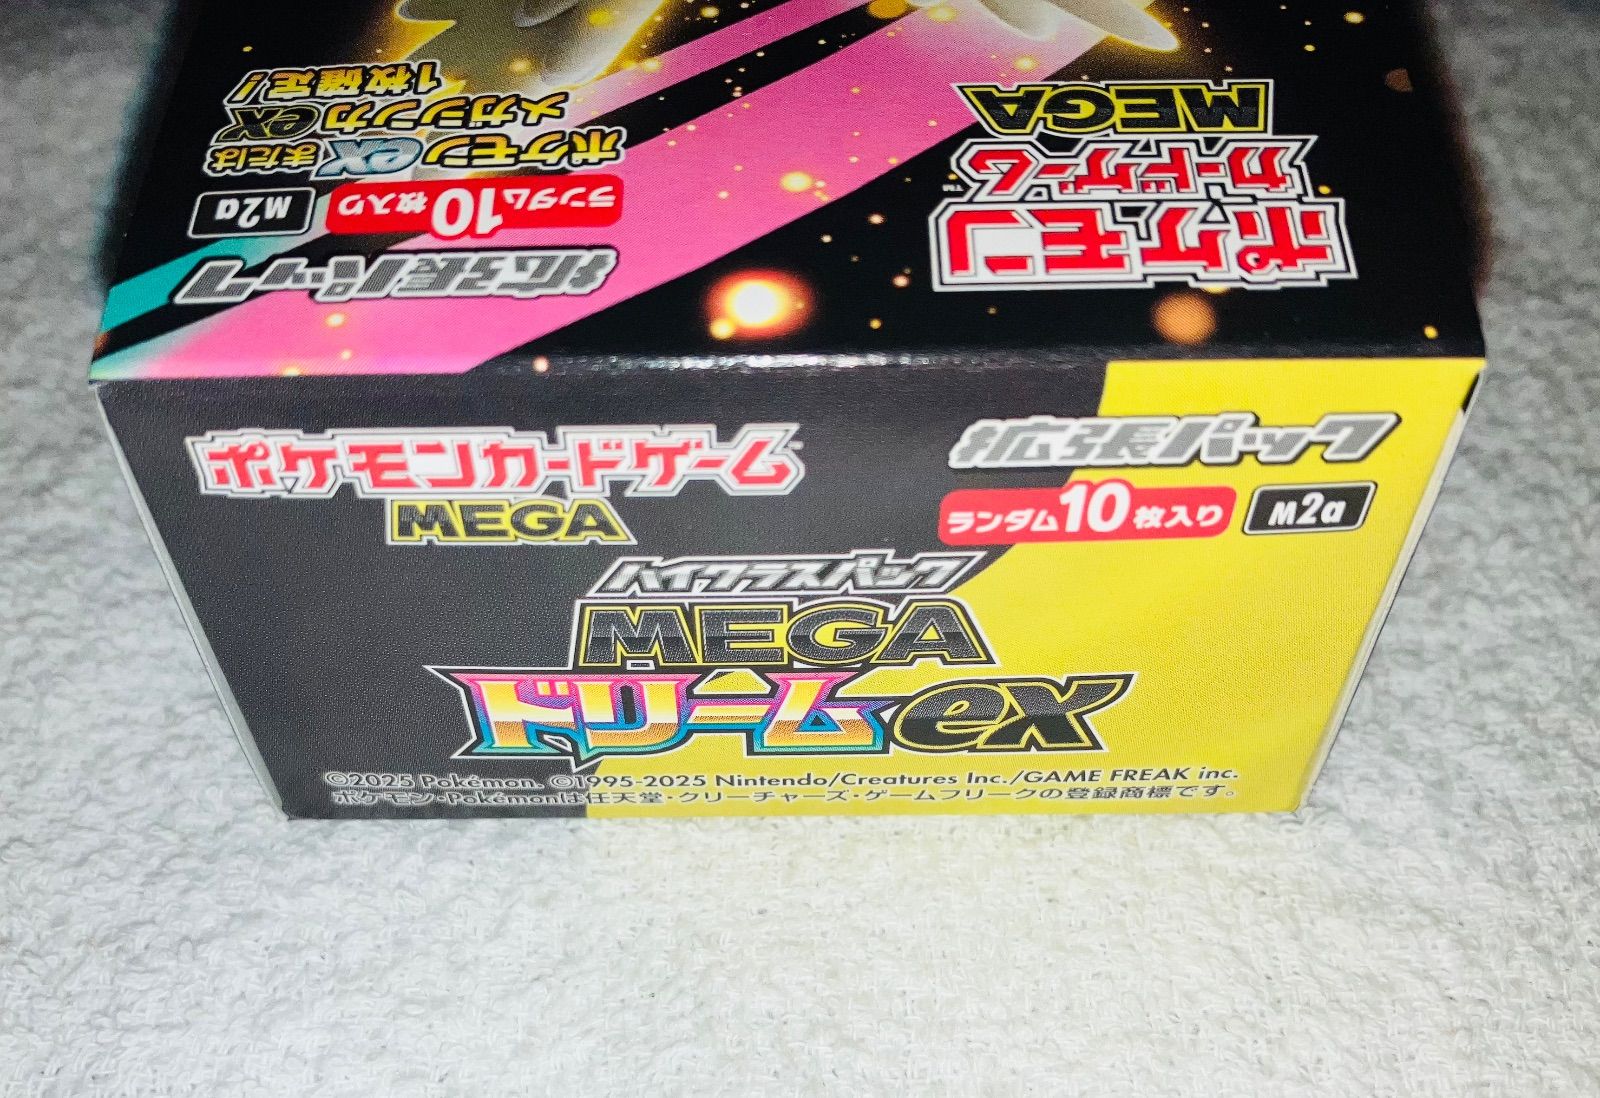 ポケモン
カードゲーム
MEGA
™
拡張パック
ランダム10枚入り
M2a
ポケモンexまたは
メガシンカex
1枚確定!
ポケモンカードゲーム
MEGA
拡張パック
ランダム10枚入り
M2a
ハイクラスパック
MEGA
ドリームex
©2025 Pokémon. ©1995-2025 Nintendo/Creatures Inc./GAME FREAK inc.
ポケモン・Pokémonは任天堂・クリーチャーズ・ゲームフリークの登録商標です。